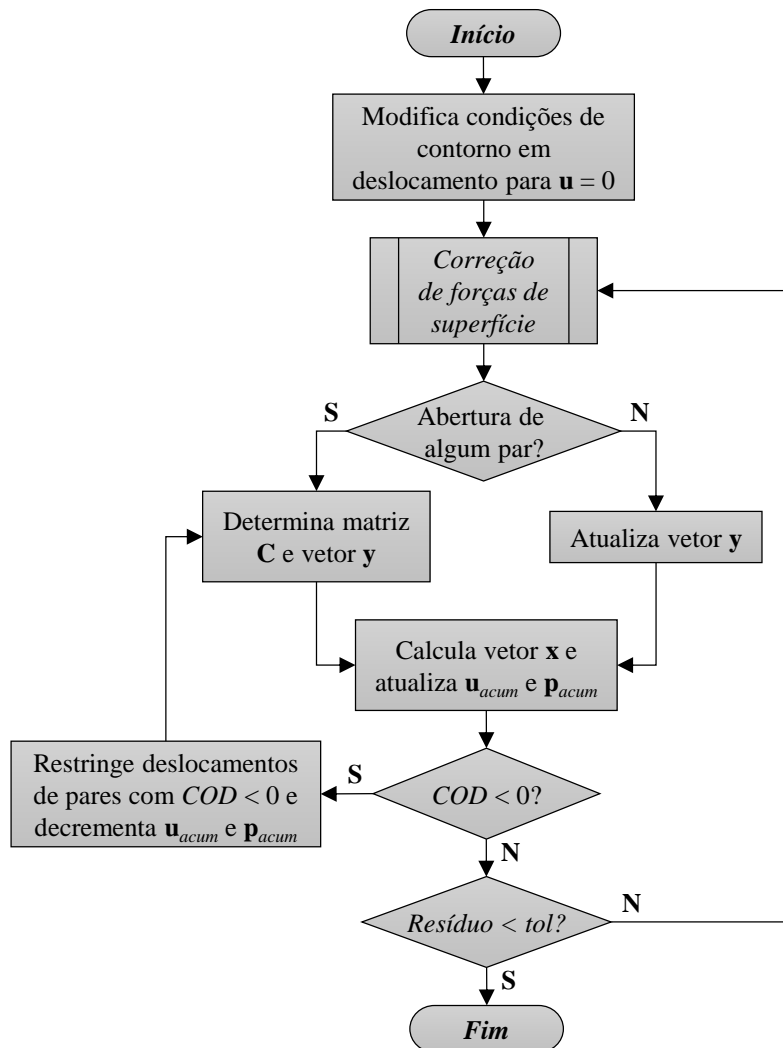 Início
Modifica condições de
contorno em
deslocamento para u = 0
Correção
de forças de
superfície
S
N
Abertura de
algum par?
Determina matriz
C e vetor y
Atualiza vetor y
Calcula vetor x e
atualiza uacum e pacum
Restringe deslocamentos
de pares com COD < 0 e
decrementa uacum e pacum
S
COD < 0?
N
Resíduo < tol?
N
S
Fim